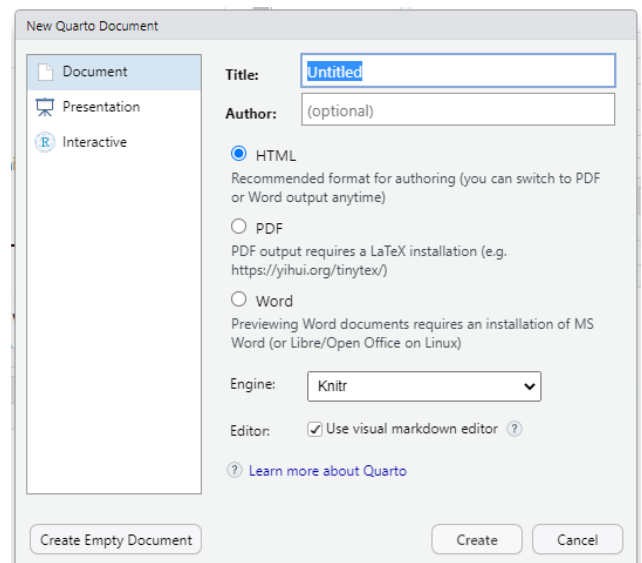 New Quarto Document
Document
Presentation
R Interactive
Title: Untitled
Author: (optional)
HTML
Recommended format for authoring (you can switch to PDF
or Word output anytime)
PDF
PDF output requires a LaTeX installation (e.g.
https://yihui.org/tinytex/)
Word
Previewing Word documents requires an installation of MS
Word (or Libre/Open Office on Linux)
Engine: Knitr
Editor: Use visual markdown editor ?
? Learn more about Quarto
Create Empty Document Create Cancel